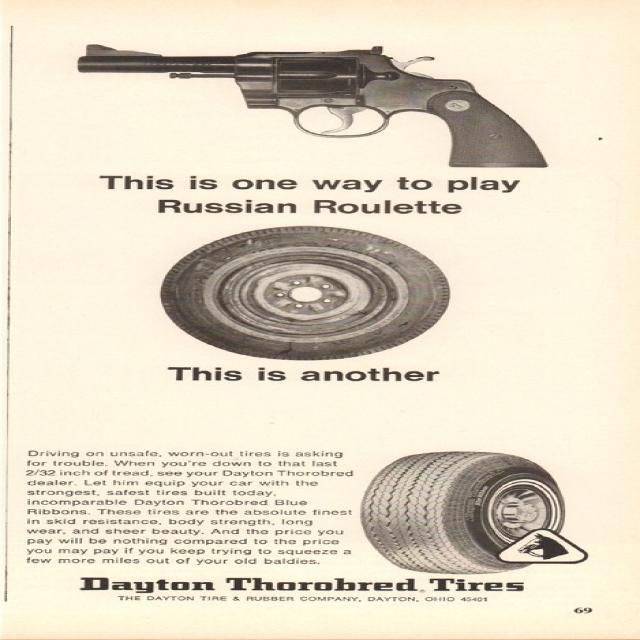 This is one way to play
Russian Roulette
This is another
Driving on unsafe, worn-out tires is asking
for trouble. When you're down to that last
2/32 inch of tread, see your Dayton Thorobred
dealer. Let him equip your car with the
strongest, safest tires built today,
incomparable Dayton Thorobred Blue
Ribbons. These tires are the absolute finest
in skid resistance, body strength, long
wear, and sheer beauty. And the price you
pay will be nothing compared to the price
you may pay if you keep trying to squeeze a
few more miles out of your old baldies.
Dayton Thorobred Tires
THE DAYTON TIRE & RUBBER COMPANY, DAYTON, OHIO 45401
69